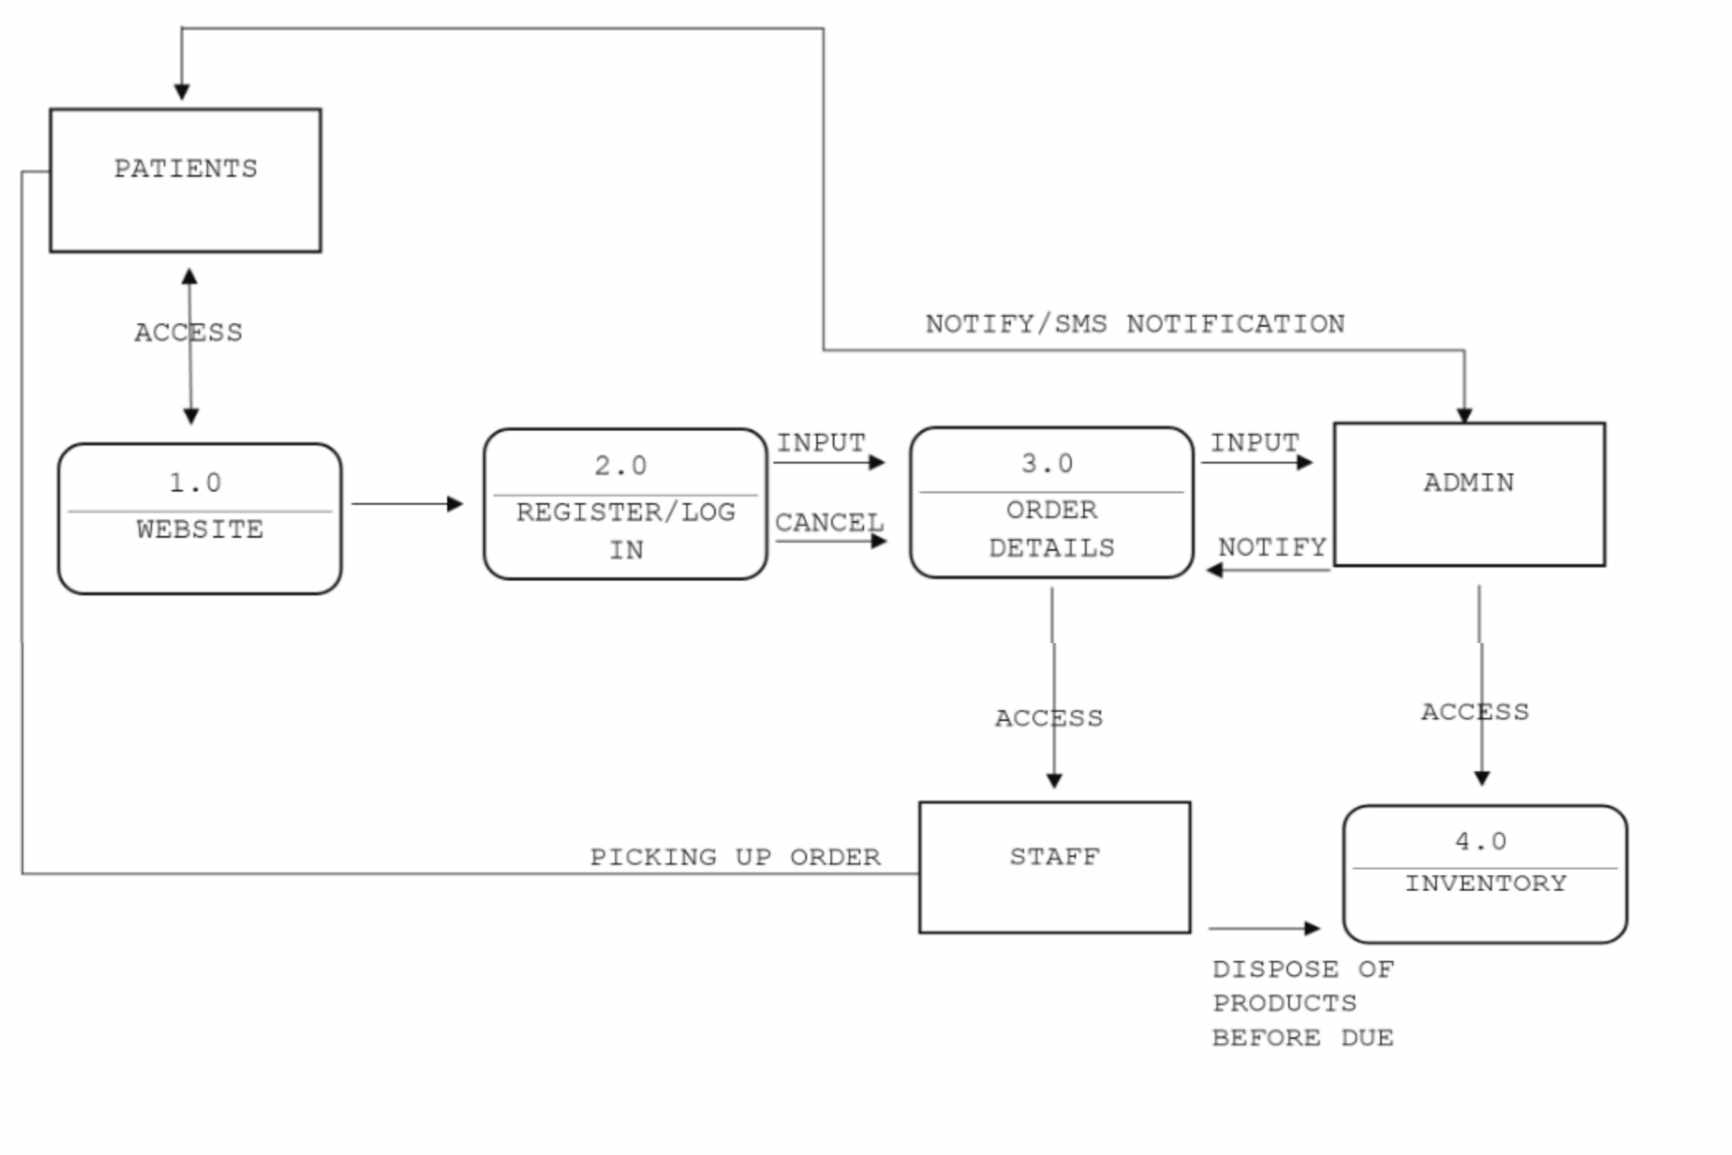 PATIENTS
ACCESS
NOTIFY/SMS NOTIFICATION
1.0
WEBSITE
2.0
REGISTER/LOG
IN
INPUT
CANCEL
3.0
ORDER
DETAILS
INPUT
NOTIFY
ADMIN
ACCESS
ACCESS
PICKING UP ORDER
STAFF
4.0
INVENTORY
DISPOSE OF
PRODUCTS
BEFORE DUE